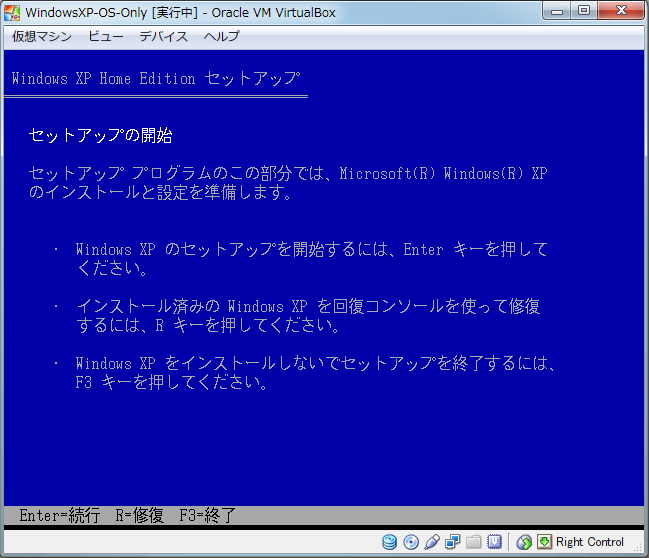 WindowsXP-OS-Only [実行中] - Oracle VM VirtualBox
仮想マシン ビュー デバイス ヘルプ
Windows XP Home Edition セットアップ
セットアップの開始
セットアップ プログラムのこの部分では、Microsoft(R) Windows(R) XP
のインストールと設定を準備します。
・ Windows XP のセットアップを開始するには、Enter キーを押して
ください。
・ インストール済みの Windows XP を回復コンソールを使って修復
するには、R キーを押してください。
・ Windows XP をインストールしないでセットアップを終了するには、
F3 キーを押してください。
Enter=続行 R=修復 F3=終了
Right Control